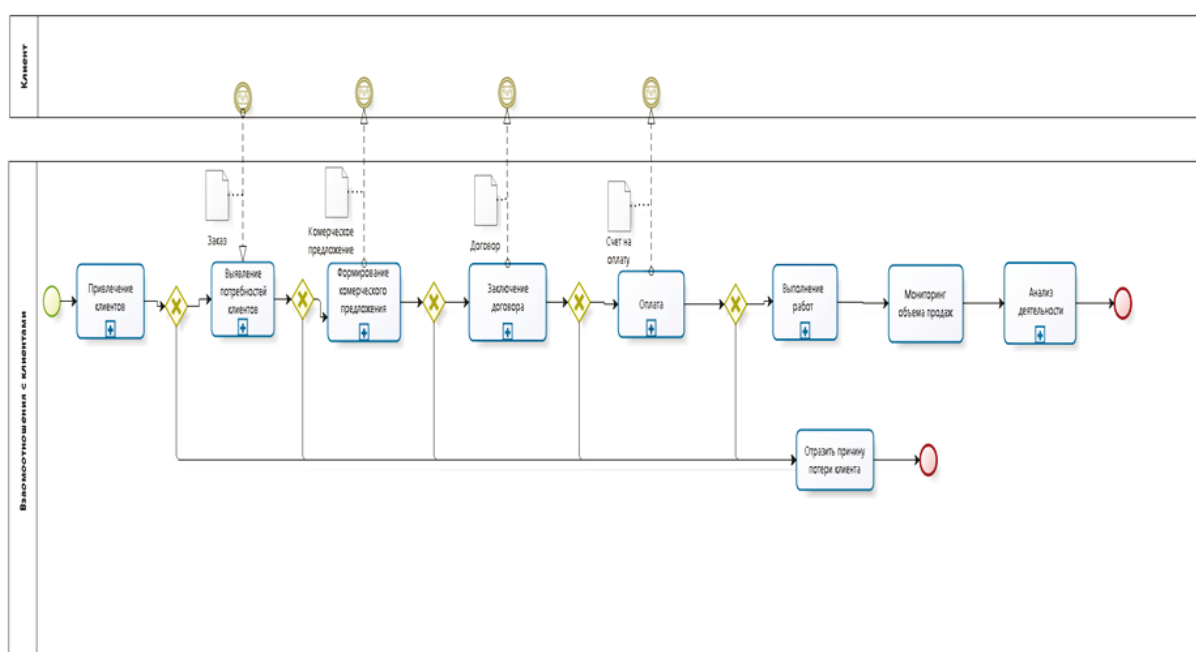 Клиент
Взаомоотношения с клиентами
Заказ
Комерческое
предложение
Договор
Счет на
оплату
Привлечение
клиентов
Выявление
потребностей
клиентов
Формирование
комерческого
предложения
Заключение
договора
Оплата
Выполнение
работ
Мониторинг
объема продаж
Анализ
деятельности
Отразить причину
потери клиента